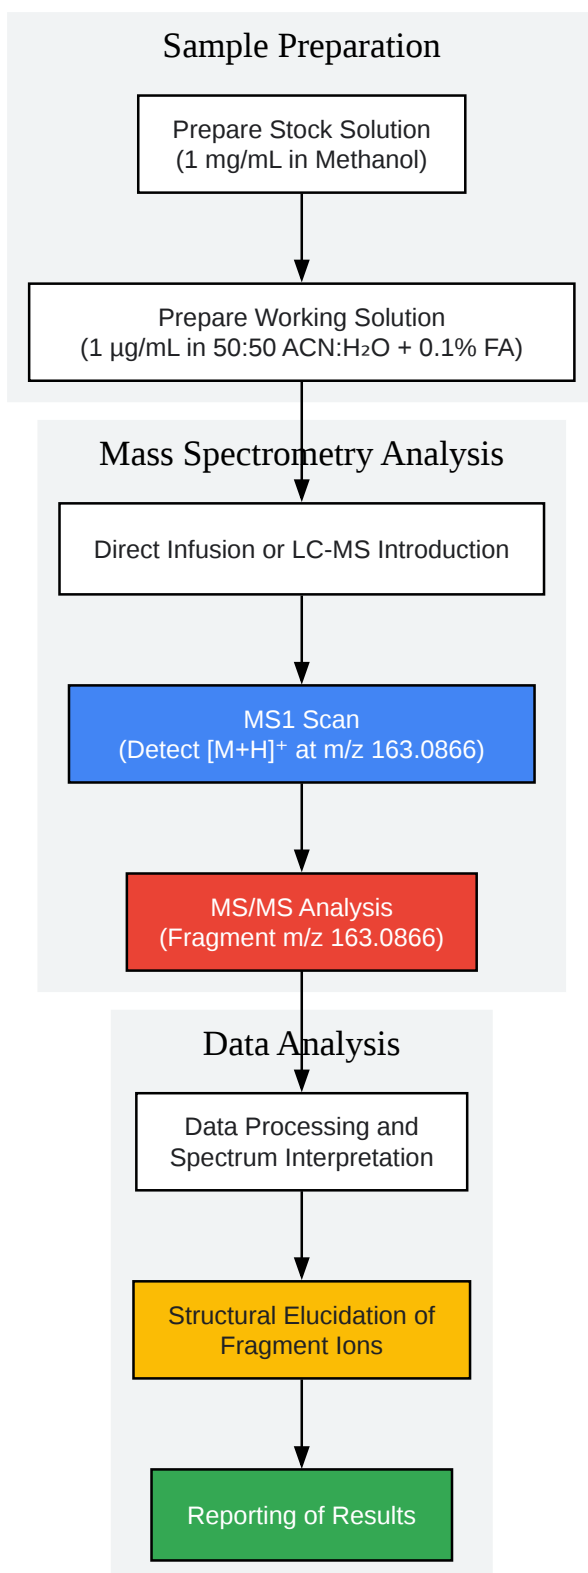 Sample Preparation
Prepare Stock Solution
(1 mg/mL in Methanol)
Prepare Working Solution
(1 µg/mL in 50:50 ACN:H₂O + 0.1% FA)
Mass Spectrometry Analysis
Direct Infusion or LC-MS Introduction
MS1 Scan
(Detect [M+H]⁺ at m/z 163.0866)
MS/MS Analysis
(Fragment m/z 163.0866)
Data Analysis
Data Processing and
Spectrum Interpretation
Structural Elucidation of
Fragment Ions
Reporting of Results